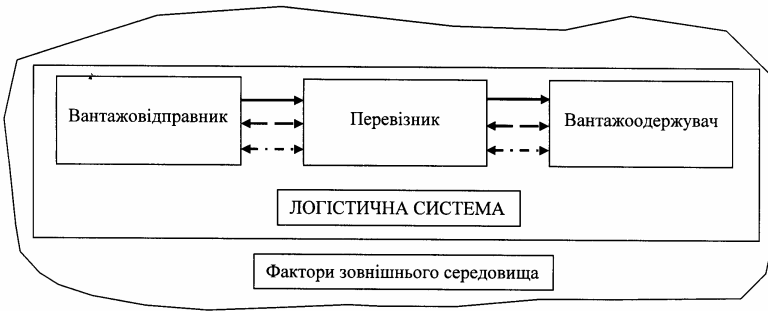 Вантажовідправник
Перевізник
Вантажоодержувач
ЛОГІСТИЧНА СИСТЕМА
Фактори зовнішнього середовища